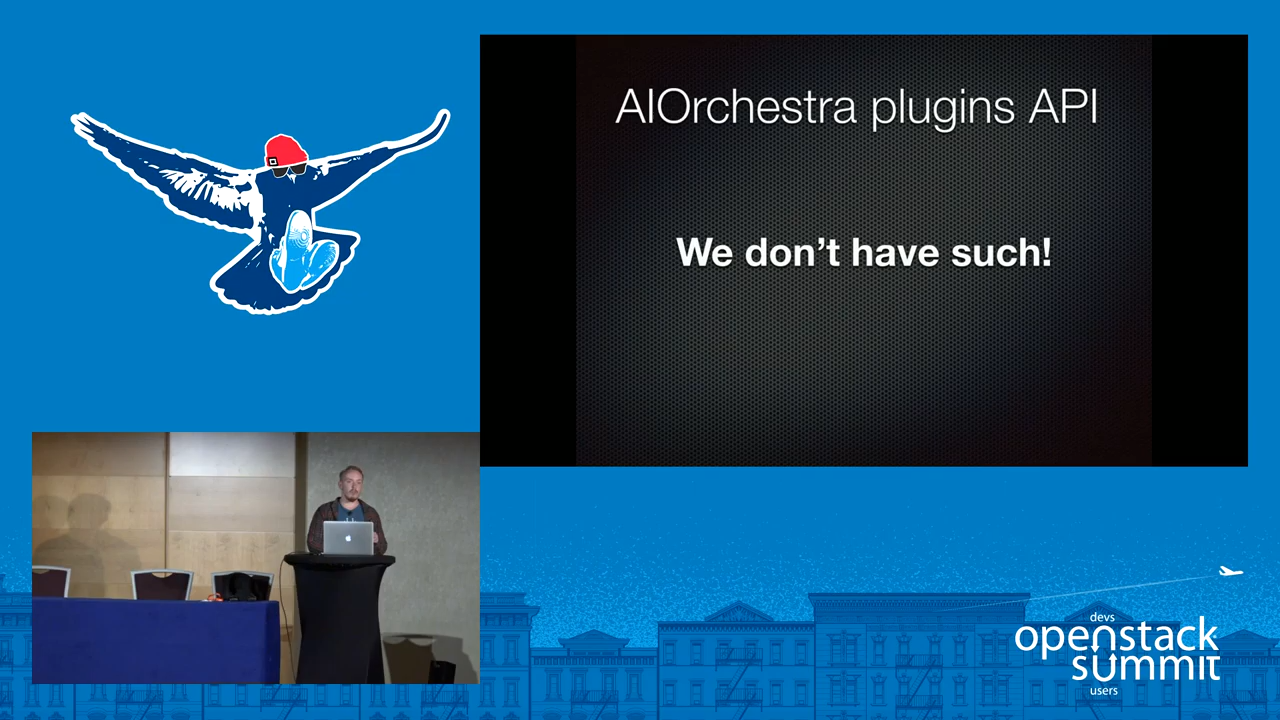 AIOrchestra plugins API
We don't have such!
devs
openstack
summit
users